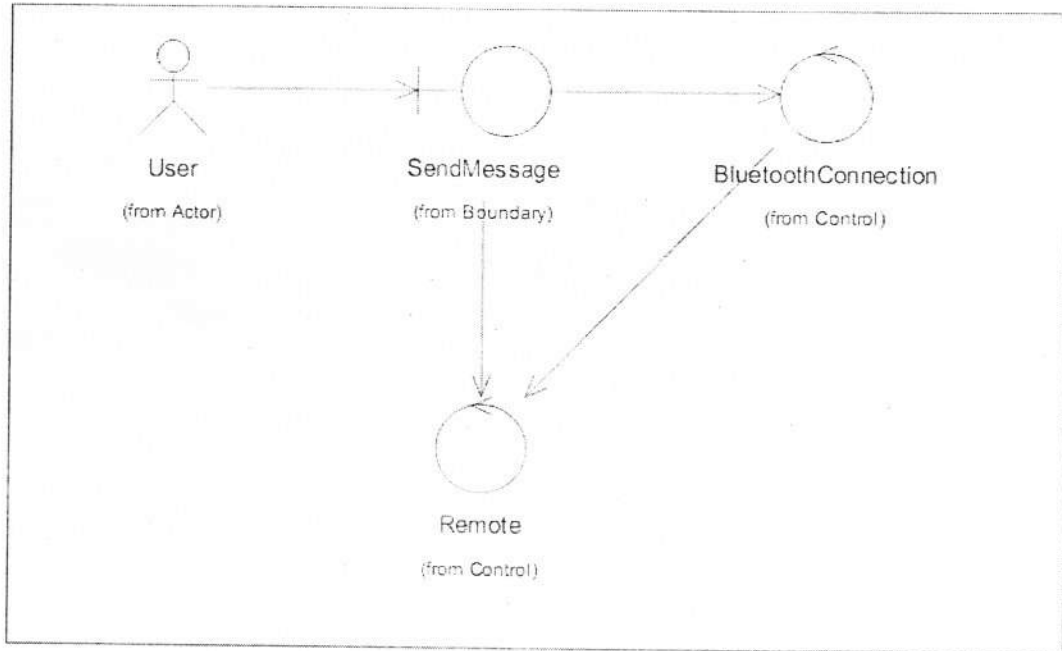 User
(from Actor)
SendMessage
(from Boundary)
BluetoothConnection
(from Control)
Remote
(from Control)